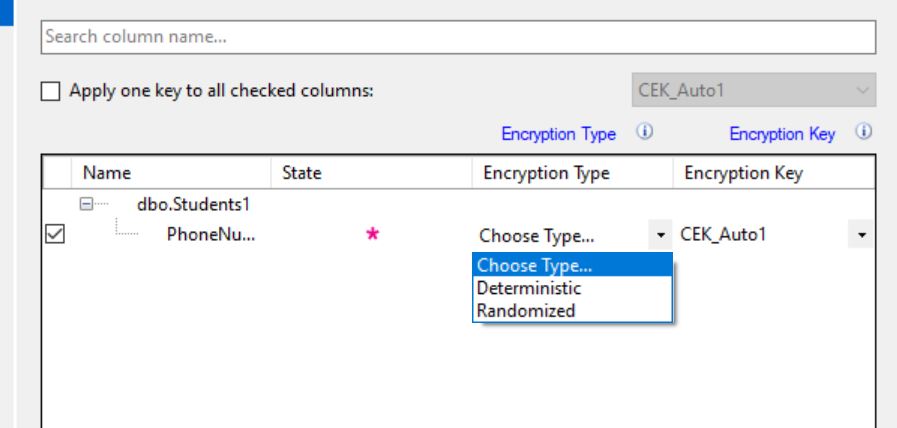 Search column name...
Apply one key to all checked columns: CEK_Auto1
Encryption Type Encryption Key
Name State Encryption Type Encryption Key
dbo.Students1
PhoneNu... * Choose Type... CEK_Auto1
Choose Type...
Deterministic
Randomized